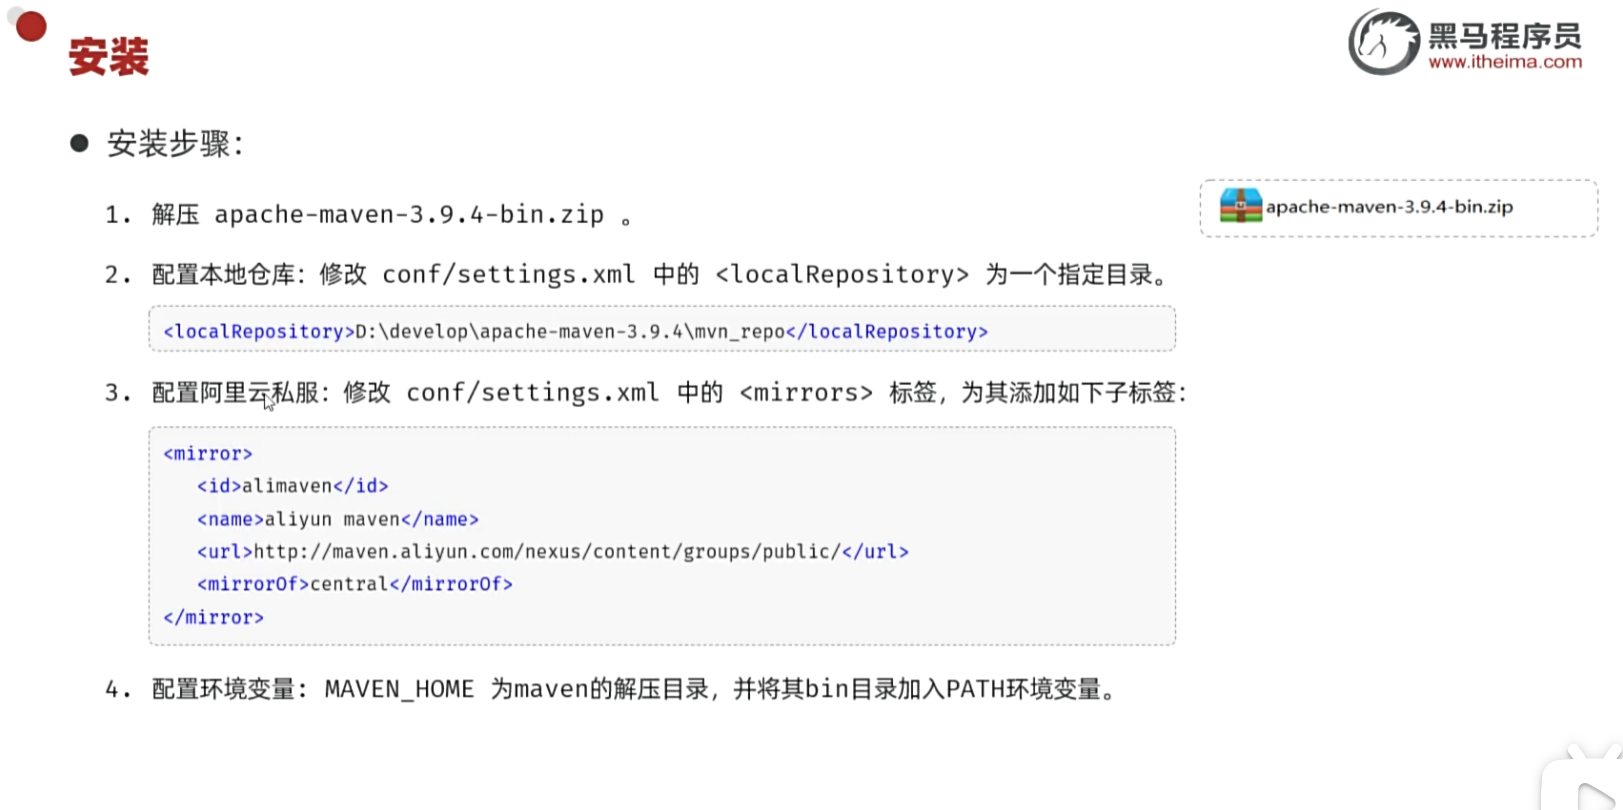 安装
黑马程序员
www.itheima.com
安装步骤：
1. 解压 apache-maven-3.9.4-bin.zip 。
apache-maven-3.9.4-bin.zip
2. 配置本地仓库：修改 conf/settings.xml 中的 <localRepository> 为一个指定目录。
<localRepository>D:\develop\apache-maven-3.9.4\mvn_repo</localRepository>
3. 配置阿里云私服：修改 conf/settings.xml 中的 <mirrors> 标签，为其添加如下子标签：
<mirror>
<id>alimaven</id>
<name>aliyun maven</name>
<url>http://maven.aliyun.com/nexus/content/groups/public/</url>
<mirrorOf>central</mirrorOf>
</mirror>
4. 配置环境变量: MAVEN_HOME 为maven的解压目录，并将其bin目录加入PATH环境变量。